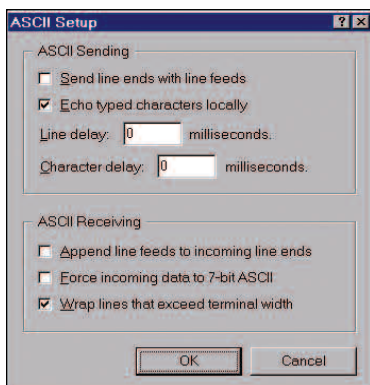 ASCII Setup
ASCII Sending
Send line ends with line feeds
Echo typed characters locally
Line delay: 0 milliseconds.
Character delay: 0 milliseconds.
ASCII Receiving
Append line feeds to incoming line ends
Force incoming data to 7-bit ASCII
Wrap lines that exceed terminal width
OK Cancel